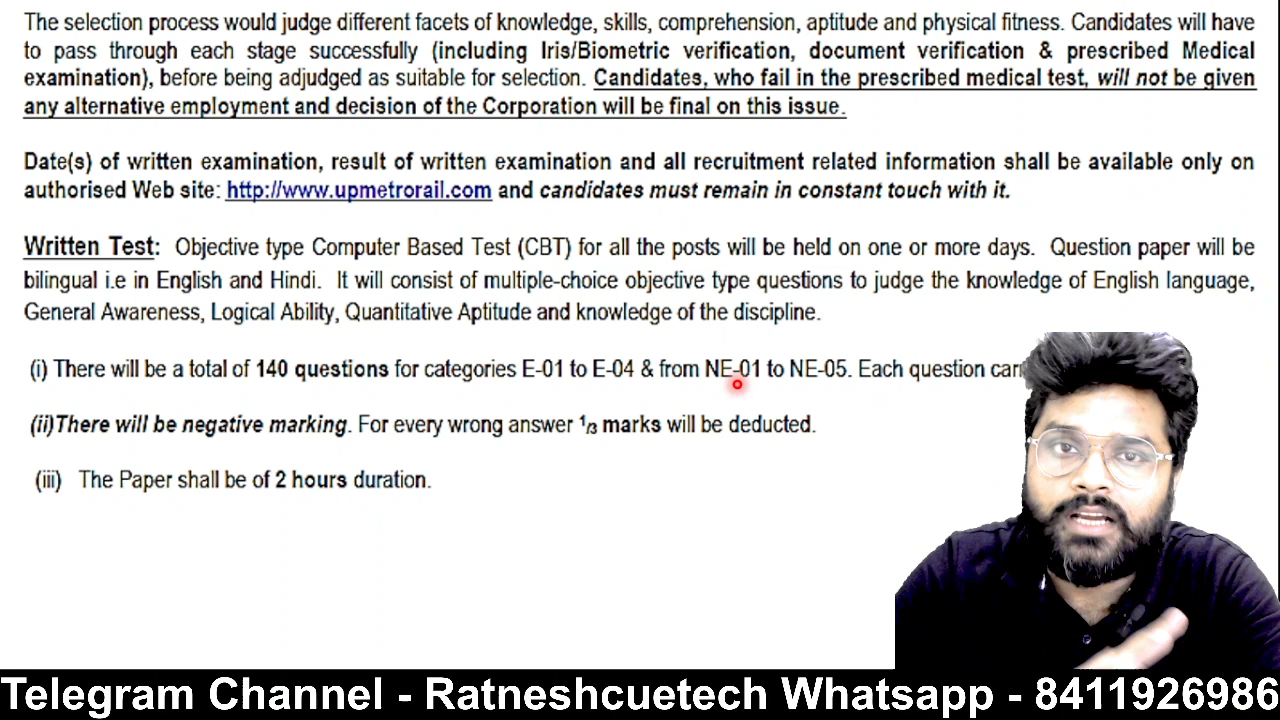 The selection process would judge different facets of knowledge, skills, comprehension, aptitude and physical fitness. Candidates will have
to pass through each stage successfully (including Iris/Biometric verification, document verification & prescribed Medical
examination), before being adjudged as suitable for selection. Candidates, who fail in the prescribed medical test, will not be given
any alternative employment and decision of the Corporation will be final on this issue.
Date(s) of written examination, result of written examination and all recruitment related information shall be available only on
authorised Web site: http://www.upmetrorail.com and candidates must remain in constant touch with it.
Written Test: Objective type Computer Based Test (CBT) for all the posts will be held on one or more days. Question paper will be
bilingual i.e in English and Hindi. It will consist of multiple-choice objective type questions to judge the knowledge of English language,
General Awareness, Logical Ability, Quantitative Aptitude and knowledge of the discipline.
(i) There will be a total of 140 questions for categories E-01 to E-04 & from NE-01 to NE-05. Each question
(ii)There will be negative marking. For every wrong answer 1/3 marks will be deducted.
(iii) The Paper shall be of 2 hours duration.
Telegram Channel - Ratneshcuetech Whatsapp - 8411926986